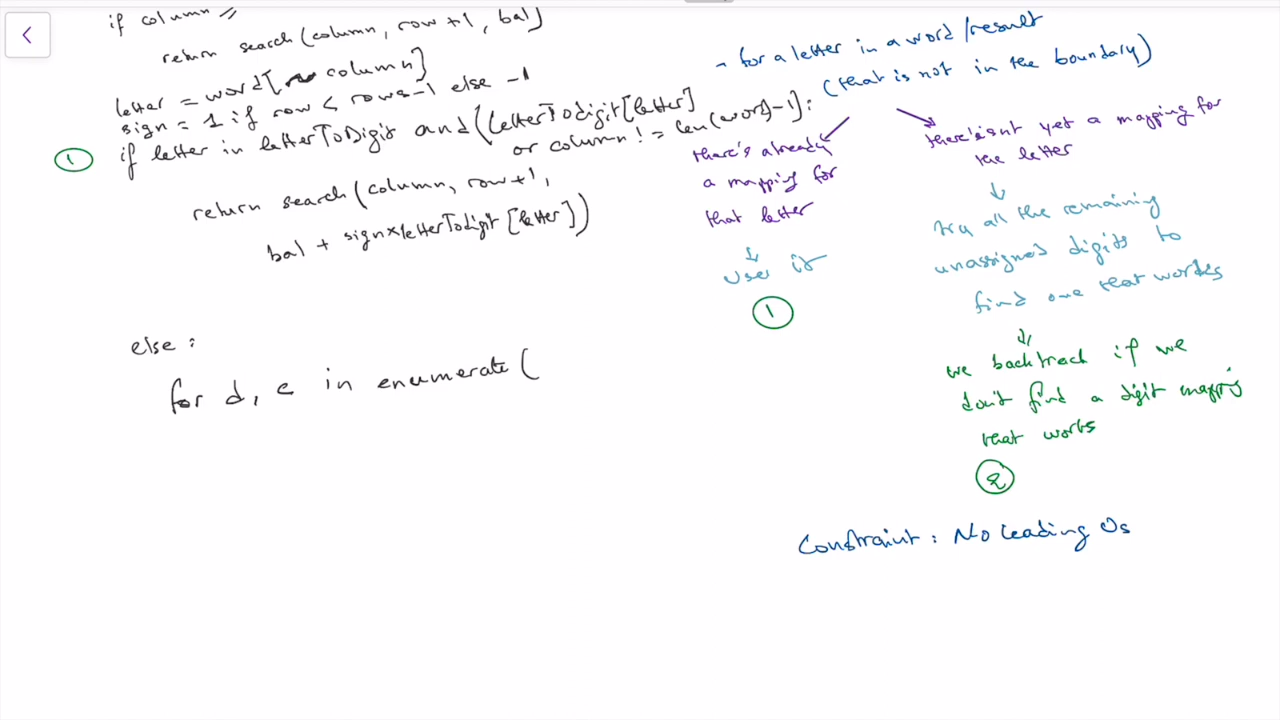 if column >=
return search(column, row +1, bal)
letter = word[ column]
sign = 1 if row < rows-1 else -1
① if letter in letterToDigit and (letterTodigit[letter]
or column != len(word)-1):
return search(column, row+1,
bal + sign×letterTodigit[letter])
else :
for d, c in enumerate (
- for a letter in a word /result
(that is not in the boundary)
there's already
a mapping for
that letter
↓
user it
①
there'sisnt yet a mapping for
the letter
↓
try all the remaining
unassigned digits to
find one that workes
↓
we backtrack if we
don't find a digit mapping
that works
②
Constraint : No leading 0s